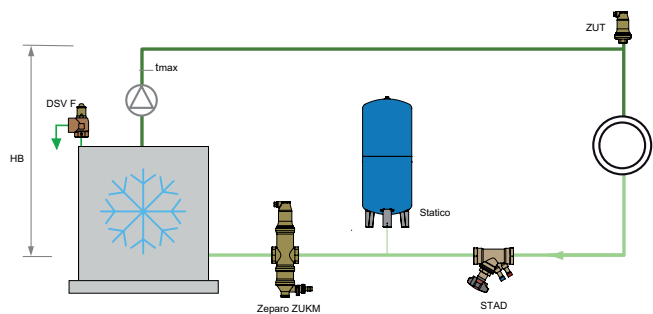 ZUT
tmax
DSV F
HB
Statico
Zeparo ZUKM
STAD